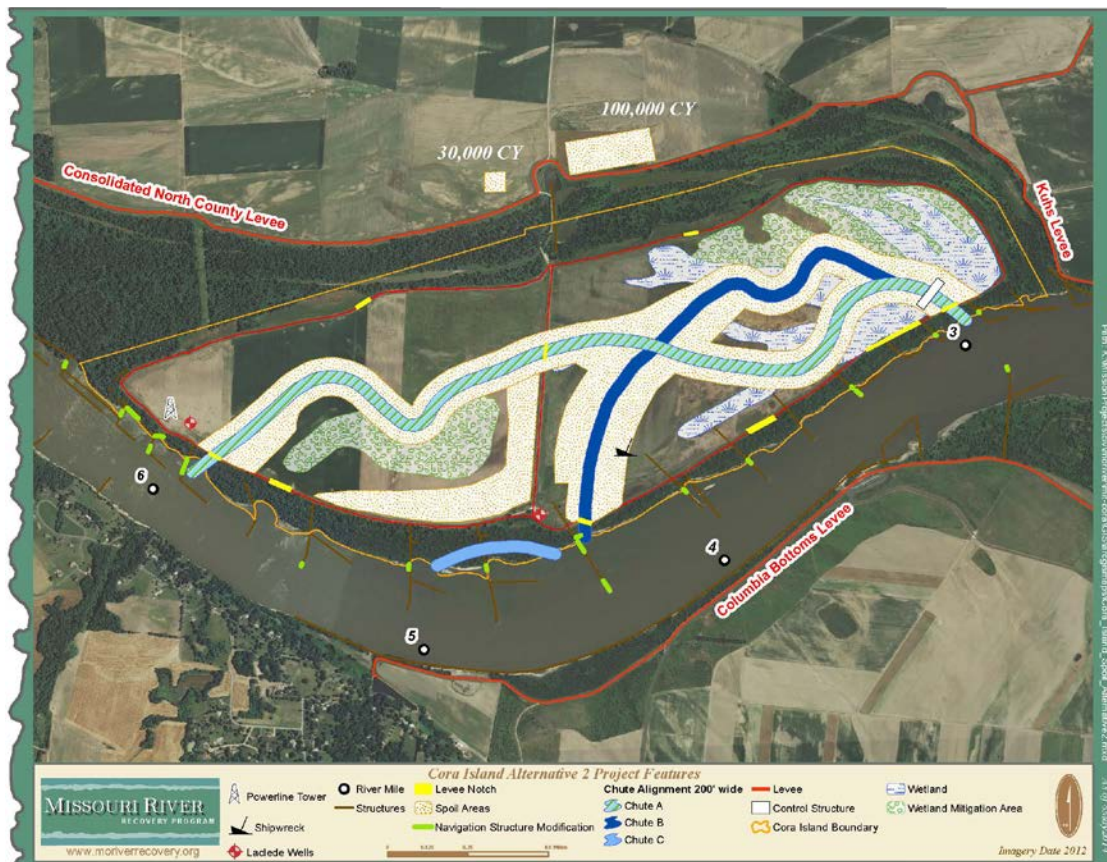 100,000 CY
30,000 CY
Consolidated North County Levee
Kuhs Levee
3
6
4
Columbia Bottoms Levee
5
Cora Island Alternative 2 Project Features
MISSOURI RIVER
RECOVERY PROGRAM
www.moriverrecovery.org
Powerline Tower
Shipwreck
Laclede Wells
River Mile
Structures
Levee Notch
Spoil Areas
Navigation Structure Modification
Chute Alignment 200' wide
Chute A
Chute B
Chute C
Levee
Control Structure
Cora Island Boundary
Wetland
Wetland Mitigation Area
Imagery Date 2012